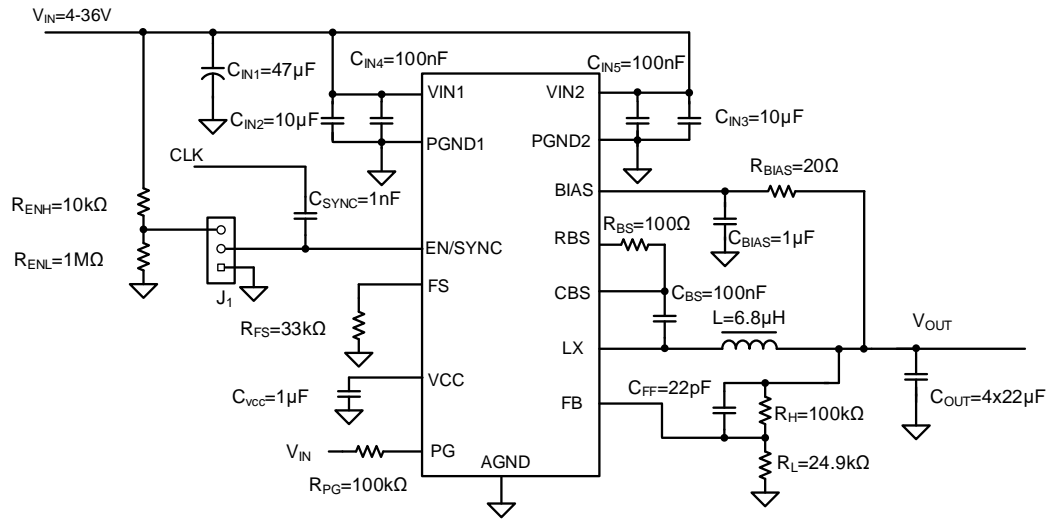 VIN=4-36V
CIN1=47μF
CIN4=100nF
CIN5=100nF
VIN1
VIN2
CIN2=10μF
CIN3=10μF
PGND1
PGND2
CLK
RBIAS=20Ω
BIAS
CSYNC=1nF
RENH=10kΩ
RBS=100Ω
RBS
CBIAS=1μF
EN/SYNC
RENL=1MΩ
J1
FS
CBS
CBS=100nF
L=6.8μH
RFS=33kΩ
LX
VOUT
VCC
CFF=22pF
Cvcc=1μF
FB
RH=100kΩ
COUT=4x22μF
VIN
PG
AGND
RL=24.9kΩ
RPG=100kΩ